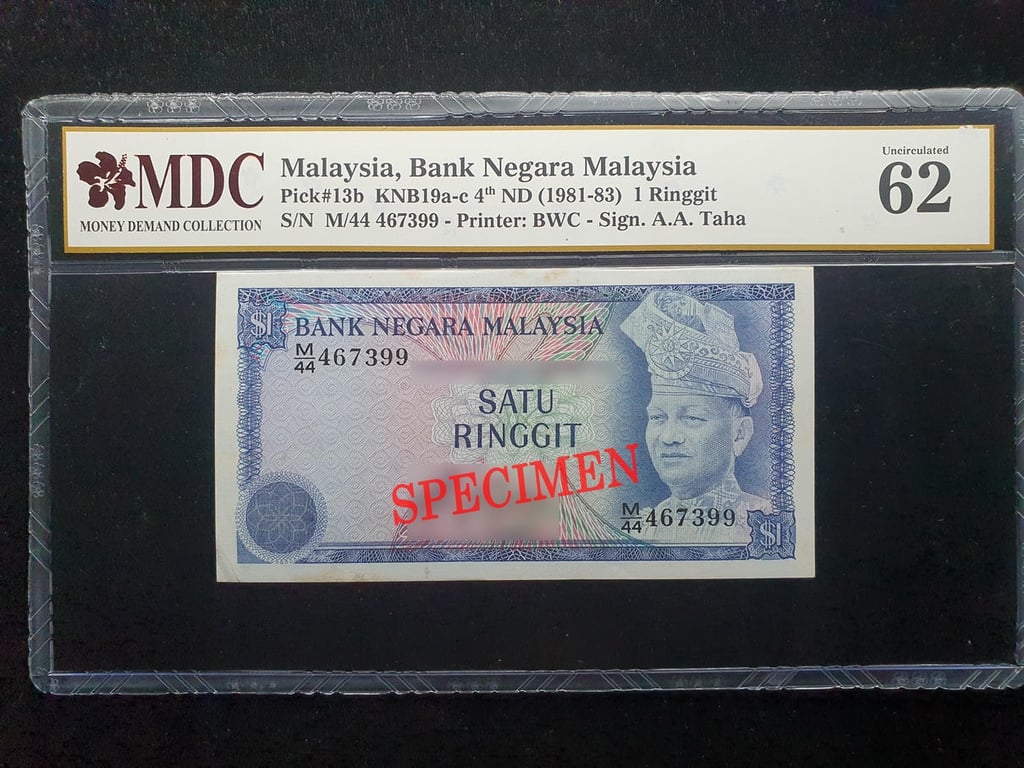 MDC
MONEY DEMAND COLLECTION
Malaysia, Bank Negara Malaysia
Pick#13b KNB19a-c 4th ND (1981-83) 1 Ringgit
S/N M/44 467399 - Printer: BWC - Sign. A.A. Taha
Uncirculated
62
$1
BANK NEGARA MALAYSIA
M/44 467399
SATU
RINGGIT
SPECIMEN
M/44 467399
$1